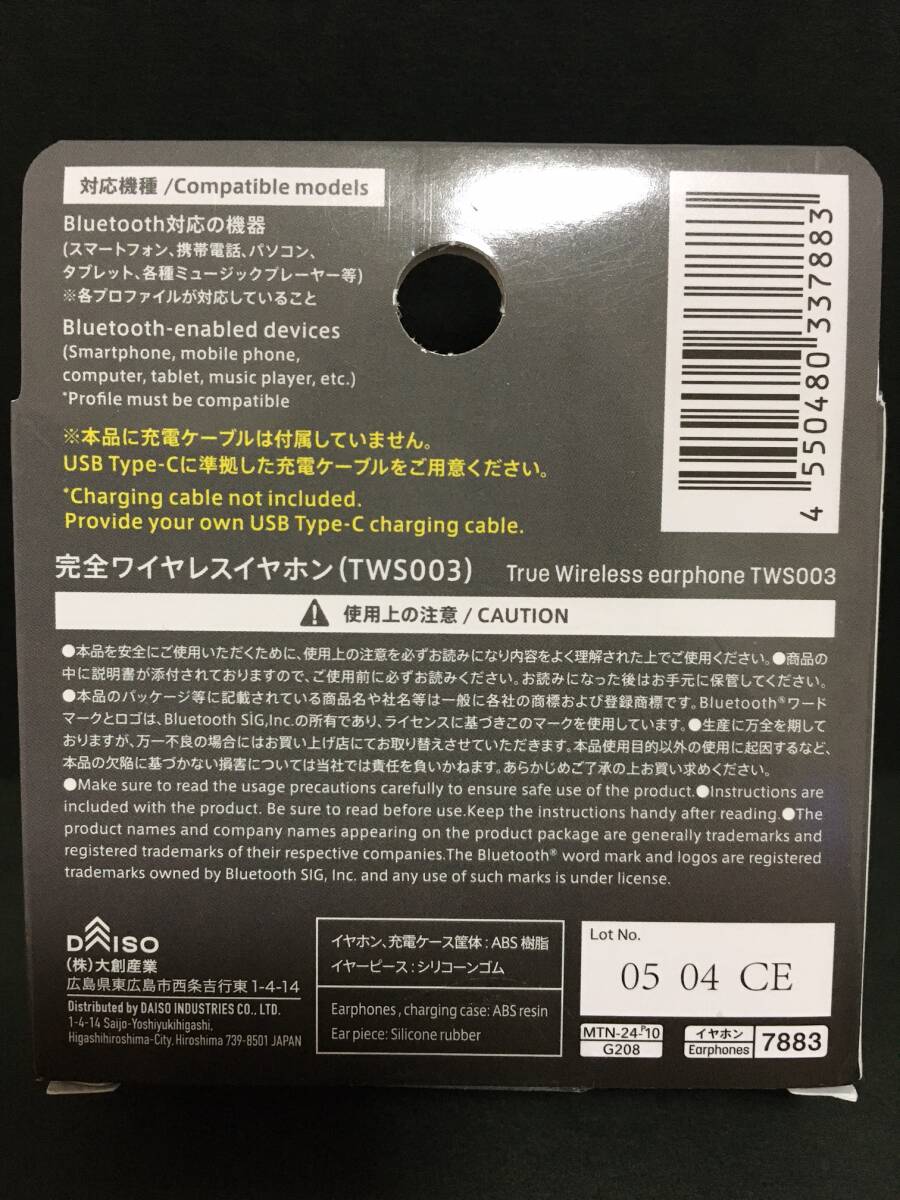 対応機種 /Compatible models
Bluetooth対応の機器
(スマートフォン、携帯電話、パソコン、
タブレット、各種ミュージックプレーヤー等)
※各プロファイルが対応していること
Bluetooth-enabled devices
(Smartphone, mobile phone,
computer, tablet, music player, etc.)
*Profile must be compatible
※本品に充電ケーブルは付属していません。
USB Type-Cに準拠した充電ケーブルをご用意ください。
*Charging cable not included.
Provide your own USB Type-C charging cable.
4 550480 337883
完全ワイヤレスイヤホン(TWS003) True Wireless earphone TWS003
使用上の注意 / CAUTION
●本品を安全にご使用いただくために、使用上の注意を必ずお読みになり内容をよく理解された上でご使用ください。●商品の
中に説明書が添付されておりますので、ご使用前に必ずお読みください。お読みになった後はお手元に保管してください。
●本品のパッケージ等に記載されている商品名や社名等は一般に各社の商標および登録商標です。Bluetooth®ワード
マークとロゴは、Bluetooth SIG,Inc.の所有であり、ライセンスに基づきこのマークを使用しています。●生産に万全を期して
おりますが、万一不良の場合にはお買い上げ店にてお取り替えさせていただきます。本品使用目的以外の使用に起因するなど、
本品の欠陥に基づかない損害については当社では責任を負いかねます。あらかじめご了承の上お買い求めください。
●Make sure to read the usage precautions carefully to ensure safe use of the product.●Instructions are
included with the product. Be sure to read before use.Keep the instructions handy after reading.●The
product names and company names appearing on the product package are generally trademarks and
registered trademarks of their respective companies.The Bluetooth® word mark and logos are registered
trademarks owned by Bluetooth SIG, Inc. and any use of such marks is under license.
DAISO
(株)大創産業
広島県東広島市西条吉行東 1-4-14
Distributed by DAISO INDUSTRIES CO., LTD.
1-4-14 Saijo-Yoshiyukihigashi,
Higashihiroshima-City, Hiroshima 739-8501 JAPAN
イヤホン、充電ケース筐体:ABS 樹脂
イヤーピース:シリコーンゴム
Earphones, charging case: ABS resin
Ear piece: Silicone rubber
Lot No.
05 04 CE
MTN-24-P10
G208
イヤホン
Earphones
7883